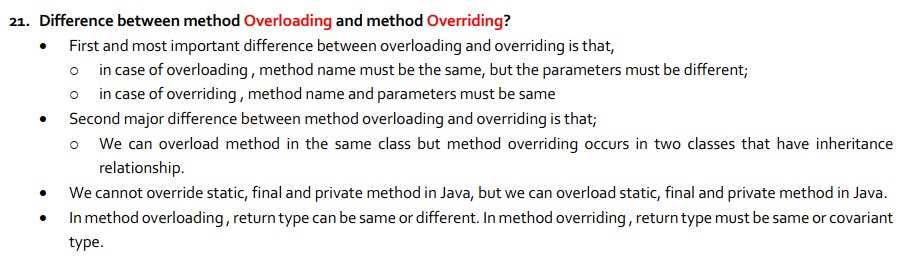 21. Difference between method Overloading and method Overriding?
• First and most important difference between overloading and overriding is that,
o in case of overloading, method name must be the same, but the parameters must be different;
o in case of overriding, method name and parameters must be same
• Second major difference between method overloading and overriding is that;
o We can overload method in the same class but method overriding occurs in two classes that have inheritance
relationship.
• We cannot override static, final and private method in Java, but we can overload static, final and private method in Java.
• In method overloading, return type can be same or different. In method overriding, return type must be same or covariant
type.